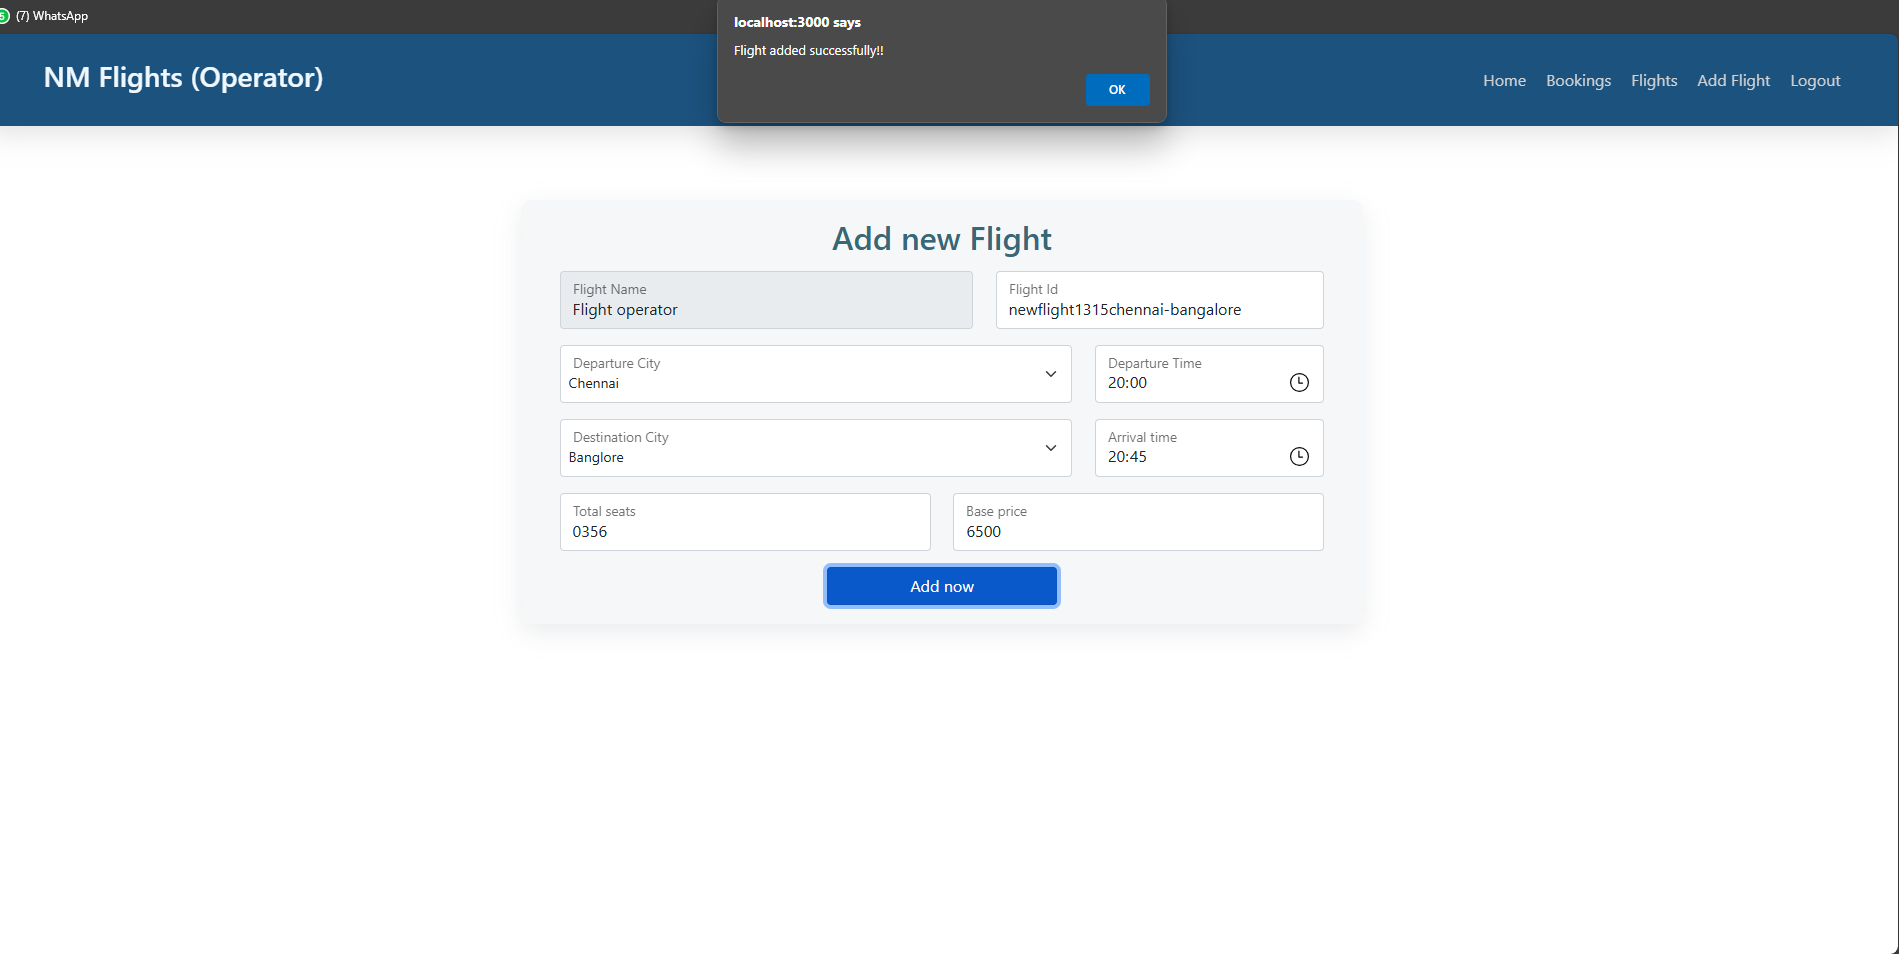 (7) WhatsApp
localhost:3000 says
Flight added successfully!!
OK
NM Flights (Operator)
Home Bookings Flights Add Flight Logout
Add new Flight
Flight Name
Flight operator
Flight Id
newflight1315chennai-bangalore
Departure City
Chennai
Departure Time
20:00
Destination City
Banglore
Arrival time
20:45
Total seats
0356
Base price
6500
Add now